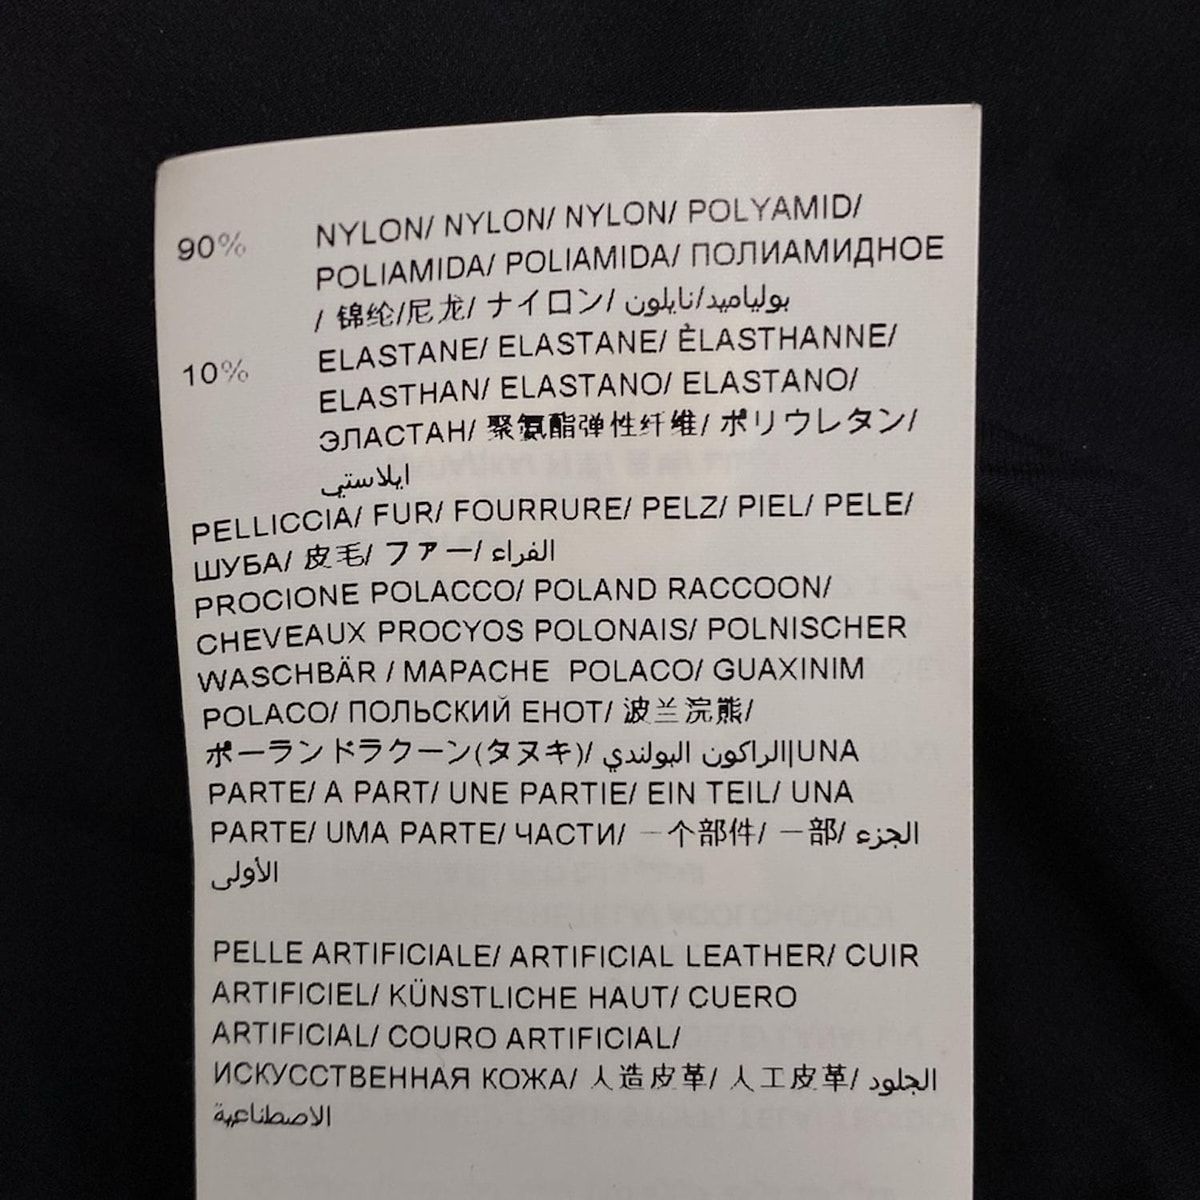 90% NYLON/ NYLON/ NYLON/ POLYAMID/
POLIAMIDA/ POLIAMIDA/ ПОЛИАМИДНОЕ
/ 锦纶/尼龙/ ナイロン/ بولياميد/نايلون
10% ELASTANE/ ELASTANE/ ÈLASTHANNE/
ELASTHAN/ ELASTANO/ ELASTANO/
ЭЛАСТАН/ 聚氨酯弹性纤维/ ポリウレタン/
ايلاستي
PELLICCIA/ FUR/ FOURRURE/ PELZ/ PIEL/ PELE/
ШУБА/ 皮毛/ ファー/ الفراء
PROCIONE POLACCO/ POLAND RACCOON/
CHEVEAUX PROCYOS POLONAIS/ POLNISCHER
WASCHBÄR / MAPACHE POLACO/ GUAXINIM
POLACO/ ПОЛЬСКИЙ ЕНОТ/ 波兰浣熊/
ポーランドラクーン(タヌキ)/ الراكون البولندي|UNA
PARTE/ A PART/ UNE PARTIE/ EIN TEIL/ UNA
PARTE/ UMA PARTE/ ЧАСТИ/ 一个部件/ 一部/ الجزء
الأولى
PELLE ARTIFICIALE/ ARTIFICIAL LEATHER/ CUIR
ARTIFICIEL/ KÜNSTLICHE HAUT/ CUERO
ARTIFICIAL/ COURO ARTIFICIAL/
ИСКУССТВЕННАЯ КОЖА/ 人造皮革/ 人工皮革/ الجلود
الاصطناعية